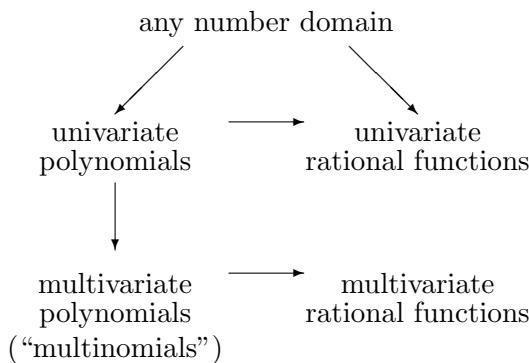 any number domain
univariate
polynomials
univariate
rational functions
multivariate
polynomials
(“multinomials”)
multivariate
rational functions